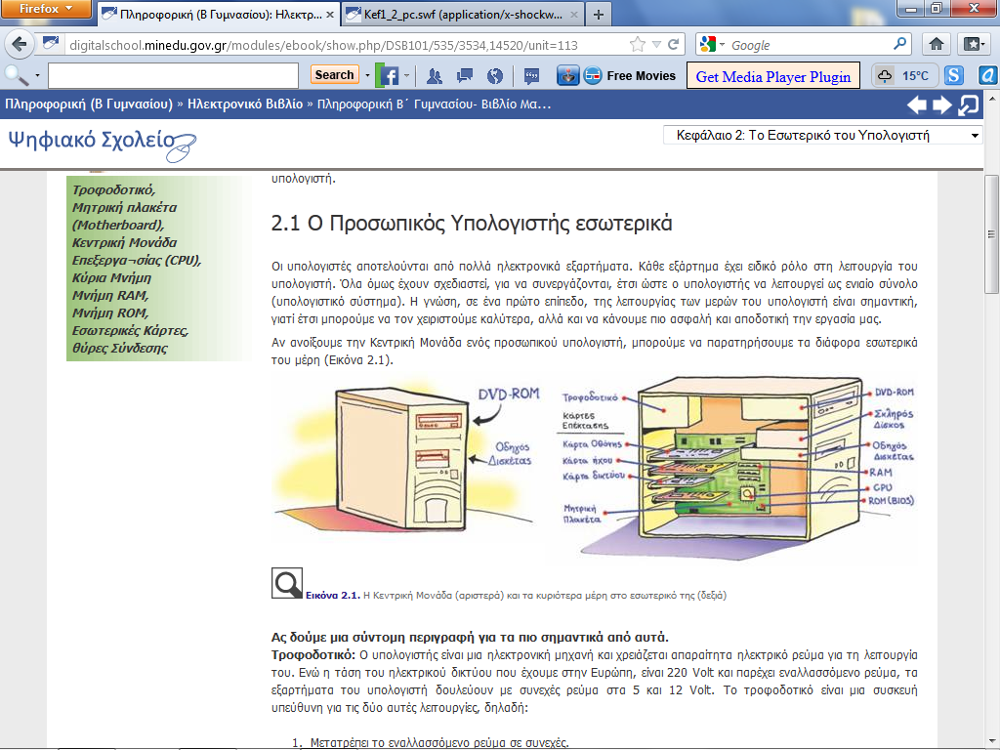 Firefox
Πληροφορική (Β Γυμνασίου): Ηλεκτρ...
Kef1_2_pc.swf (application/x-shockw...
digitalschool.minedu.gov.gr/modules/ebook/show.php/DSB101/535/3534,14520/unit=113
Google
Search
Free Movies
Get Media Player Plugin
15°C
Πληροφορική (Β Γυμνασίου) » Ηλεκτρονικό Βιβλίο » Πληροφορική Β΄ Γυμνασίου- Βιβλίο Μα...
Ψηφιακό Σχολείο
Κεφάλαιο 2: Το Εσωτερικό του Υπολογιστή
Τροφοδοτικό,
Μητρική πλακέτα
(Motherboard),
Κεντρική Μονάδα
Επεξεργα¬σίας (CPU),
Κύρια Μνήμη
Μνήμη RAM,
Μνήμη ROM,
Εσωτερικές Κάρτες,
θύρες Σύνδεσης
υπολογιστή.
2.1 Ο Προσωπικός Υπολογιστής εσωτερικά
Οι υπολογιστές αποτελούνται από πολλά ηλεκτρονικά εξαρτήματα. Κάθε εξάρτημα έχει ειδικό ρόλο στη λειτουργία του
υπολογιστή. Όλα όμως έχουν σχεδιαστεί, για να συνεργάζονται, έτσι ώστε ο υπολογιστής να λειτουργεί ως ενιαίο σύνολο
(υπολογιστικό σύστημα). Η γνώση, σε ένα πρώτο επίπεδο, της λειτουργίας των μερών του υπολογιστή είναι σημαντική,
γιατί έτσι μπορούμε να τον χειριστούμε καλύτερα, αλλά και να κάνουμε πιο ασφαλή και αποδοτική την εργασία μας.
Αν ανοίξουμε την Κεντρική Μονάδα ενός προσωπικού υπολογιστή, μπορούμε να παρατηρήσουμε τα διάφορα εσωτερικά
του μέρη (Εικόνα 2.1).
DVD-ROM
Οδηγός
Δισκέτας
Τροφοδοτικό
Κάρτες
Επέκτασης
Κάρτα Οθόνης
Κάρτα ήχου
Κάρτα δικτύου
Μητρική
Πλακέτα
DVD-ROM
Σκληρός
Δίσκος
Οδηγός
Δισκέτας
RAM
CPU
ROM (BIOS)
Εικόνα 2.1. Η Κεντρική Μονάδα (αριστερά) και τα κυριότερα μέρη στο εσωτερικό της (δεξιά)
Ας δούμε μια σύντομη περιγραφή για τα πιο σημαντικά από αυτά.
Τροφοδοτικό: Ο υπολογιστής είναι μια ηλεκτρονική μηχανή και χρειάζεται απαραίτητα ηλεκτρικό ρεύμα για τη λειτουργία
του. Ενώ η τάση του ηλεκτρικού δικτύου που έχουμε στην Ευρώπη, είναι 220 Volt και παρέχει εναλλασσόμενο ρεύμα, τα
εξαρτήματα του υπολογιστή δουλεύουν με συνεχές ρεύμα στα 5 και 12 Volt. Το τροφοδοτικό είναι μια συσκευή
υπεύθυνη για τις δύο αυτές λειτουργίες, δηλαδή:
1. Μετατρέπει το εναλλασσόμενο ρεύμα σε συνεχές.